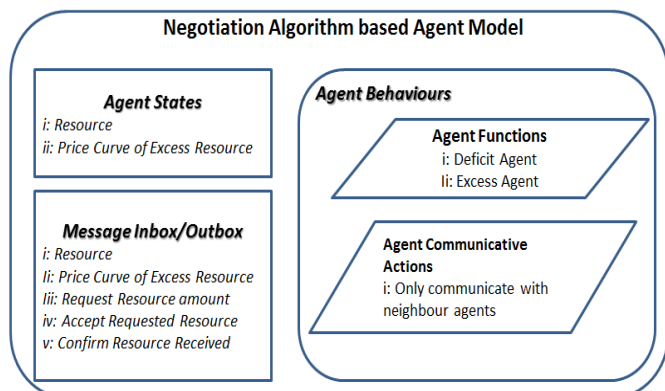 Negotiation Algorithm based Agent Model
Agent States
i: Resource
ii: Price Curve of Excess Resource
Message Inbox/Outbox
i: Resource
Ii: Price Curve of Excess Resource
Iii: Request Resource amount
iv: Accept Requested Resource
v: Confirm Resource Received
Agent Behaviours
Agent Functions
i: Deficit Agent
Ii: Excess Agent
Agent Communicative
Actions
i: Only communicate with
neighbour agents